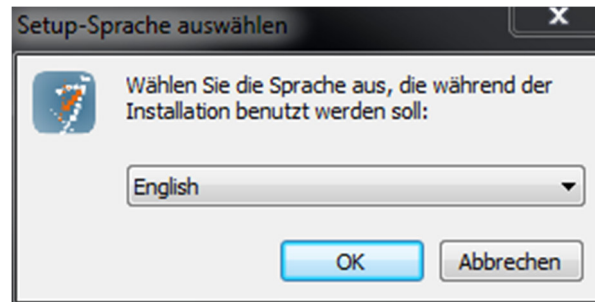 Setup-Sprache auswählen
Wählen Sie die Sprache aus, die während der
Installation benutzt werden soll:
English
OK
Abbrechen